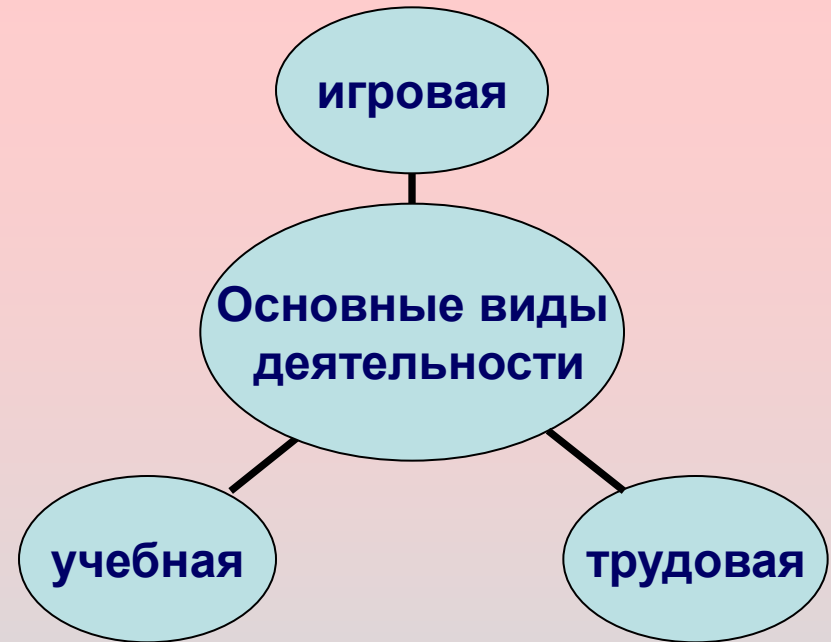 игровая
Основные виды
деятельности
учебная
трудовая